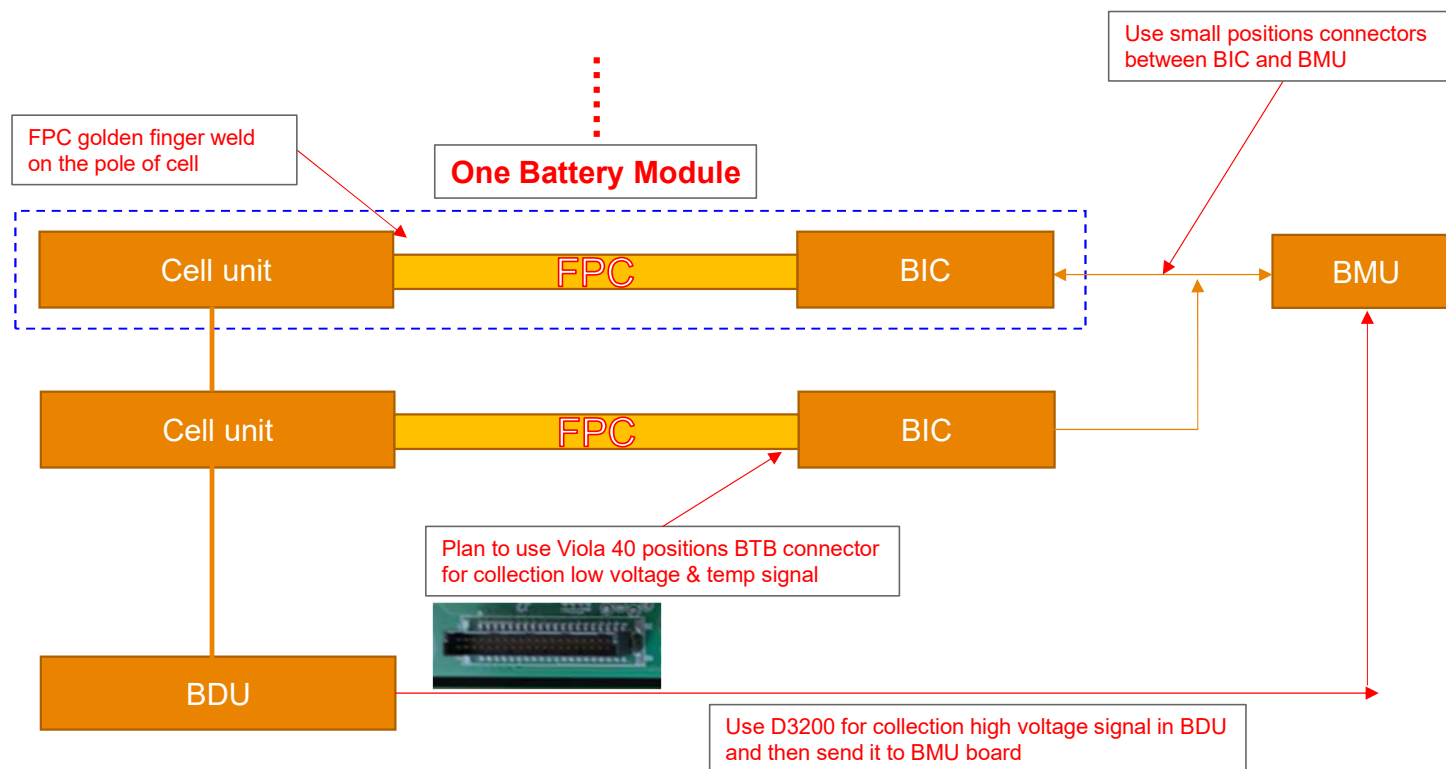 Use small positions connectors
between BIC and BMU
FPC golden finger weld
on the pole of cell
One Battery Module
Cell unit
FPC
BIC
BMU
Cell unit
FPC
BIC
Plan to use Viola 40 positions BTB connector
for collection low voltage & temp signal
BDU
Use D3200 for collection high voltage signal in BDU
and then send it to BMU board